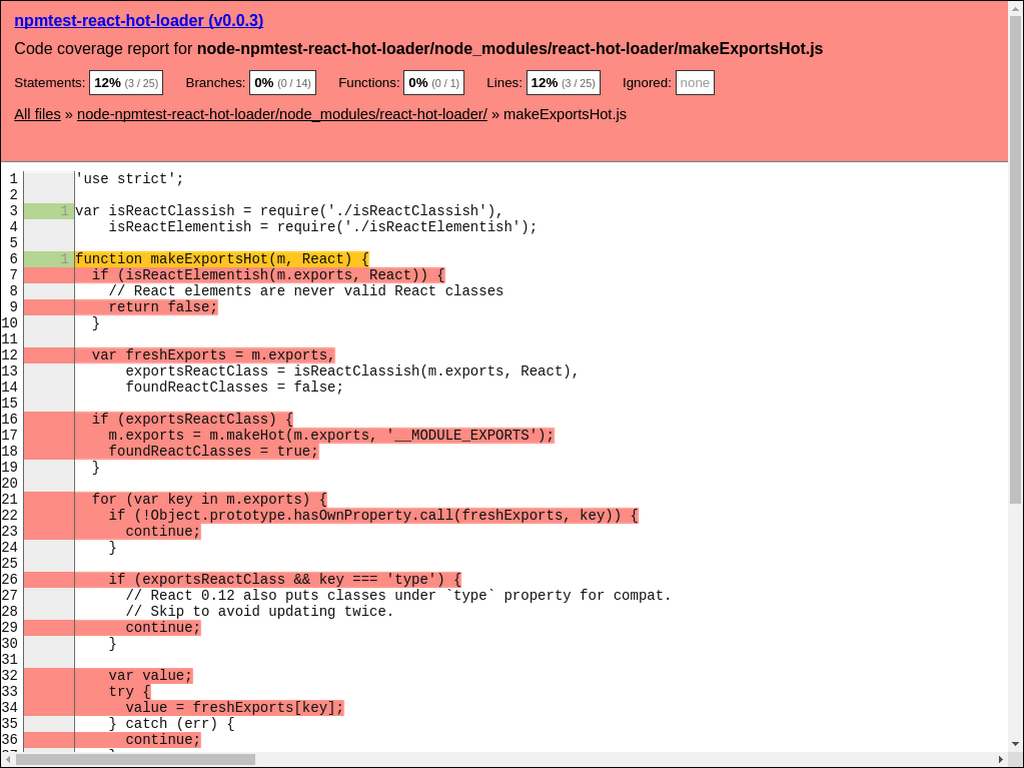 npmtest-react-hot-loader (v0.0.3)
Code coverage report for node-npmtest-react-hot-loader/node_modules/react-hot-loader/makeExportsHot.js
Statements: 12% (3 / 25) Branches: 0% (0 / 14) Functions: 0% (0 / 1) Lines: 12% (3 / 25) Ignored: none
All files » node-npmtest-react-hot-loader/node_modules/react-hot-loader/ » makeExportsHot.js
1 'use strict';
2
3 1 var isReactClassish = require('./isReactClassish'),
4 isReactElementish = require('./isReactElementish');
5
6 1 function makeExportsHot(m, React) {
7 if (isReactElementish(m.exports, React)) {
8 // React elements are never valid React classes
9 return false;
10 }
11
12 var freshExports = m.exports,
13 exportsReactClass = isReactClassish(m.exports, React),
14 foundReactClasses = false;
15
16 if (exportsReactClass) {
17 m.exports = m.makeHot(m.exports, '__MODULE_EXPORTS');
18 foundReactClasses = true;
19 }
20
21 for (var key in m.exports) {
22 if (!Object.prototype.hasOwnProperty.call(freshExports, key)) {
23 continue;
24 }
25
26 if (exportsReactClass && key === 'type') {
27 // React 0.12 also puts classes under `type` property for compat.
28 // Skip to avoid updating twice.
29 continue;
30 }
31
32 var value;
33 try {
34 value = freshExports[key];
35 } catch (err) {
36 continue;